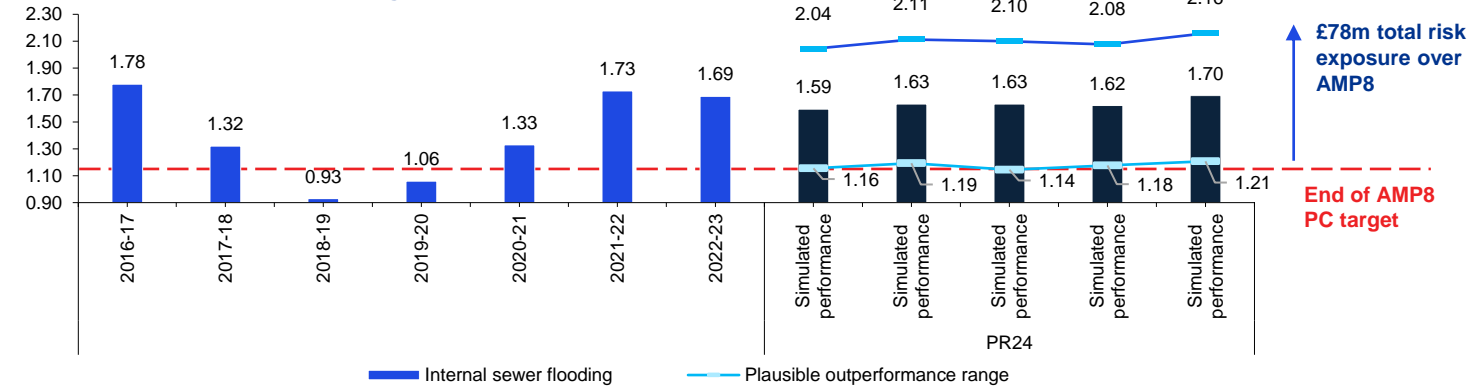 2.30
2.10
1.90
1.70
1.50
1.30
1.10
0.90
1.78
1.32
0.93
1.06
1.33
1.73
1.69
2.04
2.11
2.10
2.08
1.59
1.63
1.63
1.62
1.70
1.16
1.19
1.14
1.18
1.21
£78m total risk
exposure over
AMP8
End of AMP8
PC target
2016-17
2017-18
2018-19
2019-20
2020-21
2021-22
2022-23
Simulated
performance
Simulated
performance
Simulated
performance
Simulated
performance
Simulated
performance
PR24
Internal sewer flooding
Plausible outperformance range